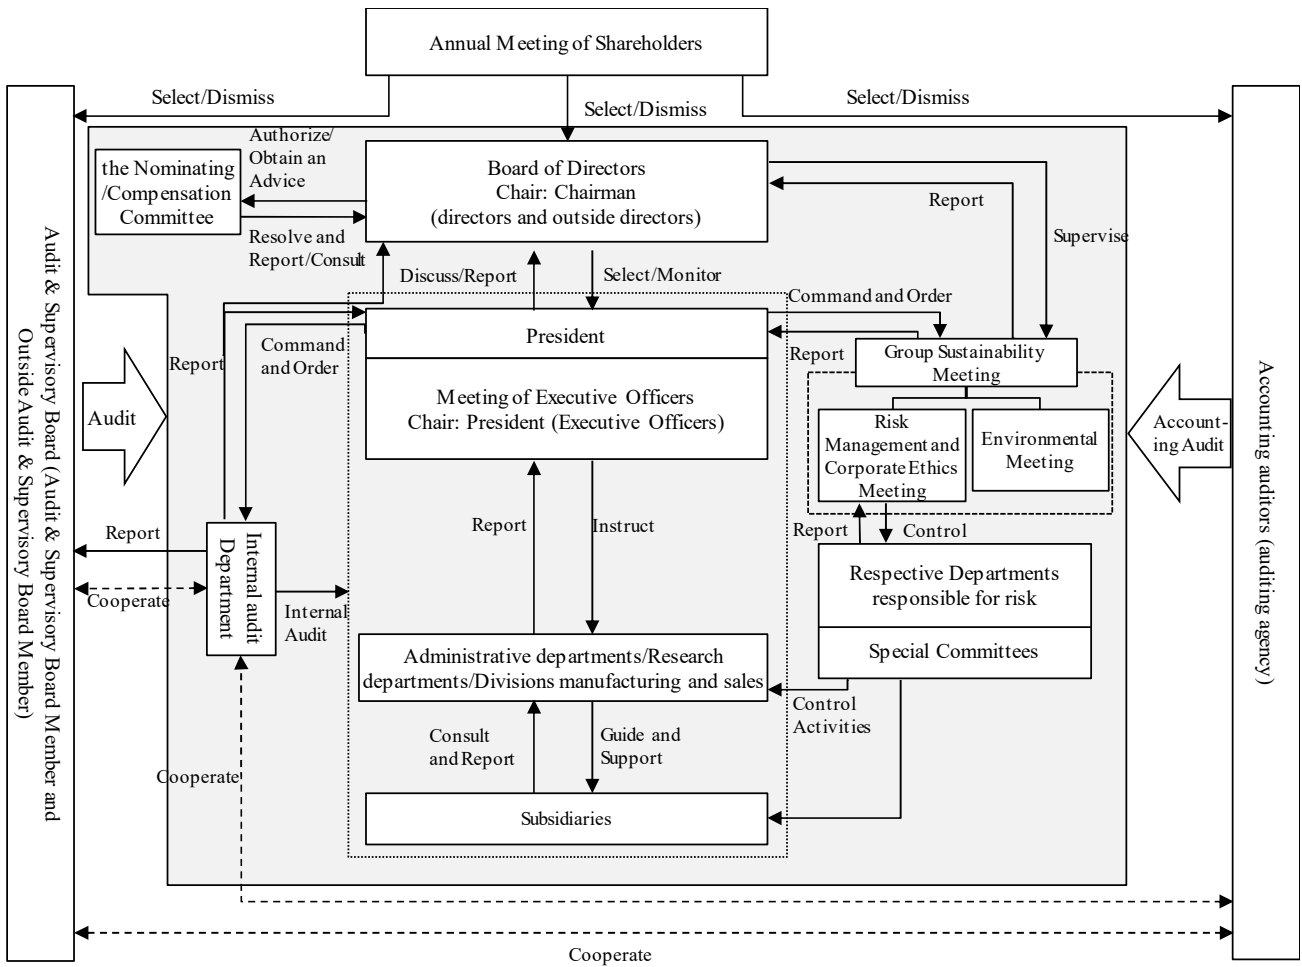 Annual Meeting of Shareholders
Select/Dismiss
Select/Dismiss
Select/Dismiss
Authorize/
Obtain an
Advice
the Nominating
/Compensation
Committee
Board of Directors
Chair: Chairman
(directors and outside directors)
Report
Supervise
Resolve and
Report/Consult
Discuss/Report
Select/Monitor
Command and Order
President
Command
and Order
Report
Report
Group Sustainability
Meeting
Meeting of Executive Officers
Chair: President (Executive Officers)
Risk
Management and
Corporate Ethics
Meeting
Environmental
Meeting
Audit
Account-
ing Audit
Audit & Supervisory Board (Audit & Supervisory Board Member and
Outside Audit & Supervisory Board Member)
Accounting auditors (auditing agency)
Report
Instruct
Report
Control
Report
Cooperate
Internal audit
Department
Internal
Audit
Respective Departments
responsible for risk
Special Committees
Administrative departments/Research
departments/Divisions manufacturing and sales
Control
Activities
Consult
and Report
Guide and
Support
Cooperate
Subsidiaries
Cooperate